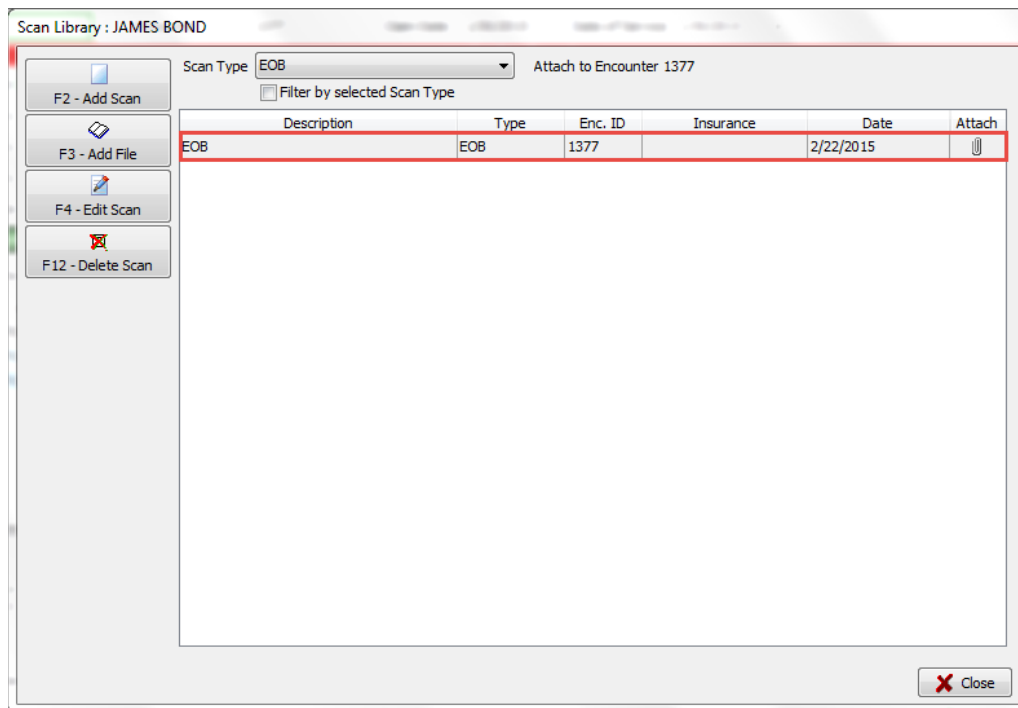 Scan Library : JAMES BOND
Scan Type EOB Attach to Encounter 1377
Filter by selected Scan Type
F2 - Add Scan
F3 - Add File
F4 - Edit Scan
F12 - Delete Scan
Description Type Enc. ID Insurance Date Attach
EOB EOB 1377 2/22/2015
Close